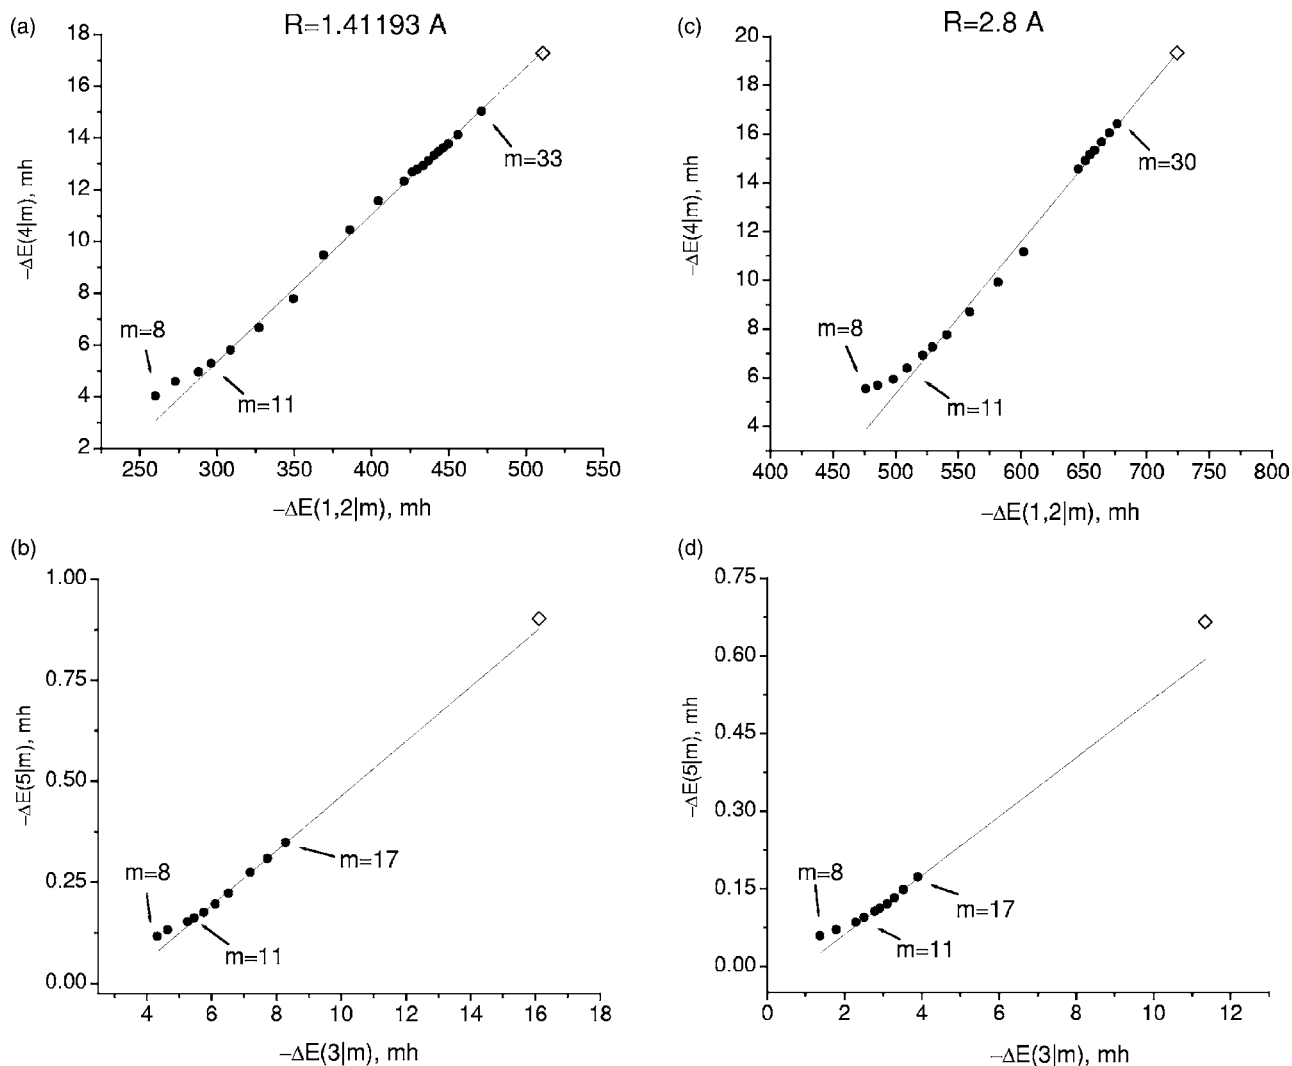 (a)
R=1.41193 A
18
16
14
12
10
8
6
4
2
−ΔE(4|m), mh
m=8
m=11
m=33
250
300
350
400
450
500
550
−ΔE(1,2|m), mh
(c)
R=2.8 A
20
18
16
14
12
10
8
6
4
−ΔE(4|m), mh
m=8
m=11
m=30
400
450
500
550
600
650
700
750
800
−ΔE(1,2|m), mh
(b)
1.00
0.75
0.50
0.25
0.00
−ΔE(5|m), mh
m=8
m=11
m=17
4
6
8
10
12
14
16
18
−ΔE(3|m), mh
(d)
0.75
0.60
0.45
0.30
0.15
0.00
−ΔE(5|m), mh
m=8
m=11
m=17
0
2
4
6
8
10
12
−ΔE(3|m), mh